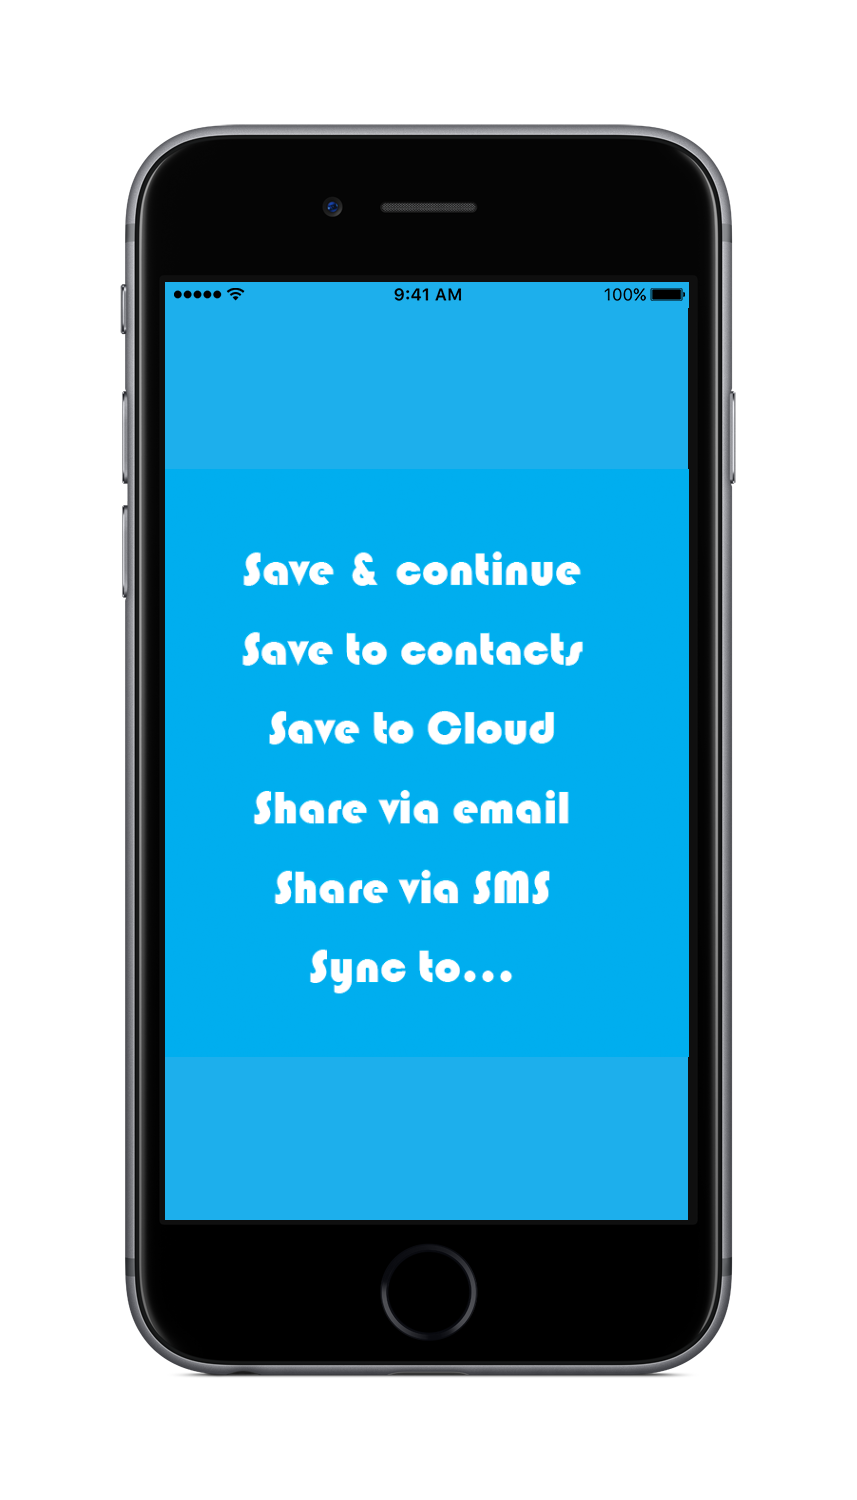 9:41 AM 100%
Save & continue
Save to contacts
Save to Cloud
Share via email
Share via SMS
Sync to...